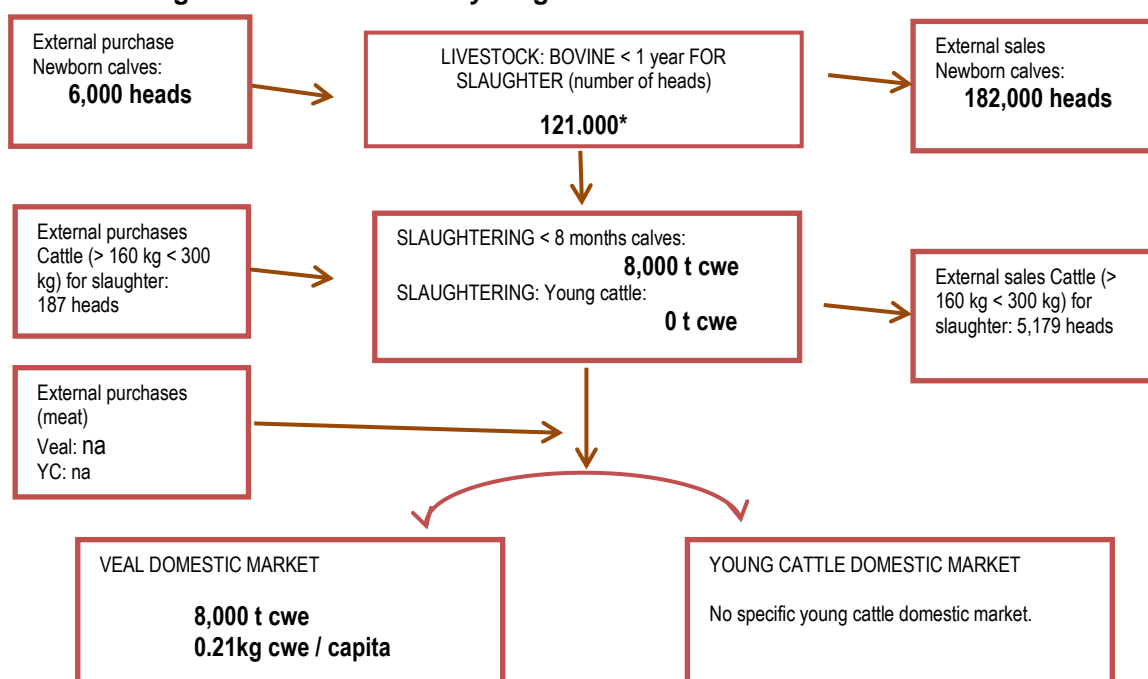 External purchase
Newborn calves:
6,000 heads
LIVESTOCK: BOVINE < 1 year FOR
SLAUGHTER (number of heads)
121,000*
External sales
Newborn calves:
182,000 heads
External purchases
Cattle (> 160 kg < 300
kg) for slaughter:
187 heads
SLAUGHTERING < 8 months calves:
8,000 t cwe
SLAUGHTERING: Young cattle:
0 t cwe
External sales Cattle (>
160 kg < 300 kg) for
slaughter: 5,179 heads
External purchases
(meat)
Veal: na
YC: na
VEAL DOMESTIC MARKET
8,000 t cwe
0.21kg cwe / capita
YOUNG CATTLE DOMESTIC MARKET
No specific young cattle domestic market.